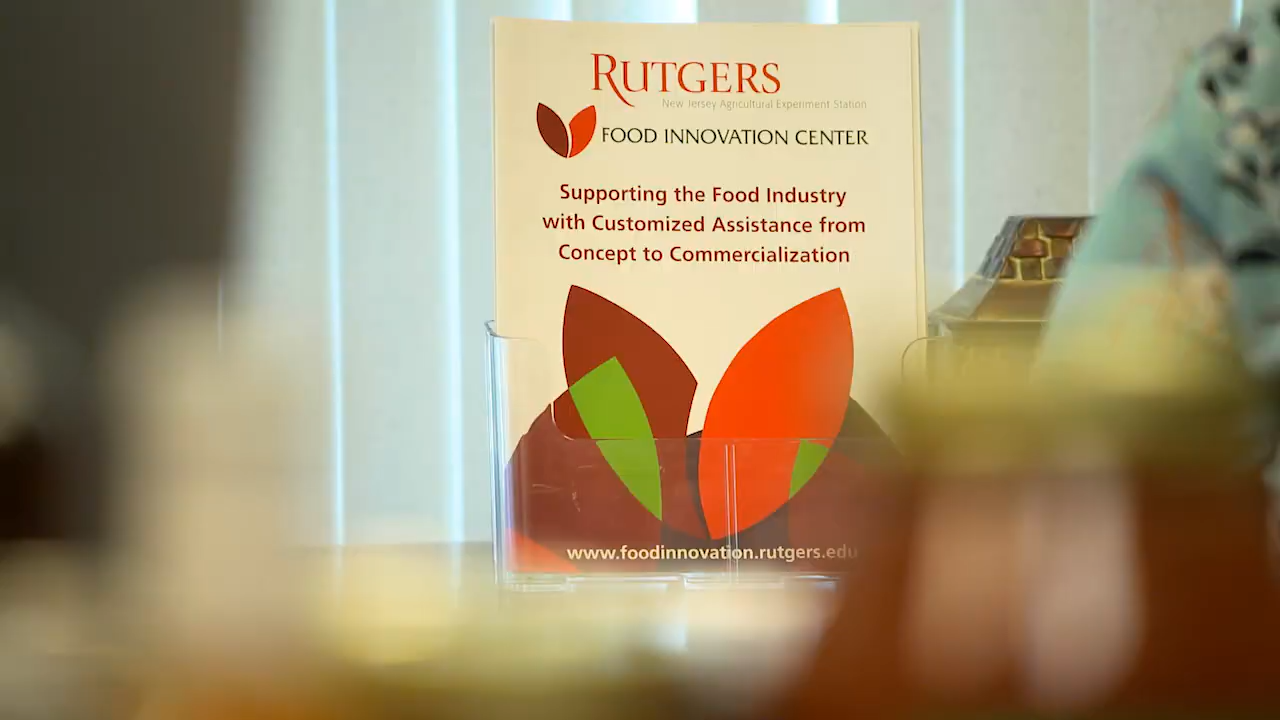 RUTGERS
New Jersey Agricultural Experiment Station
FOOD INNOVATION CENTER
Supporting the Food Industry
with Customized Assistance from
Concept to Commercialization
www.foodinnovation.rutgers.edu